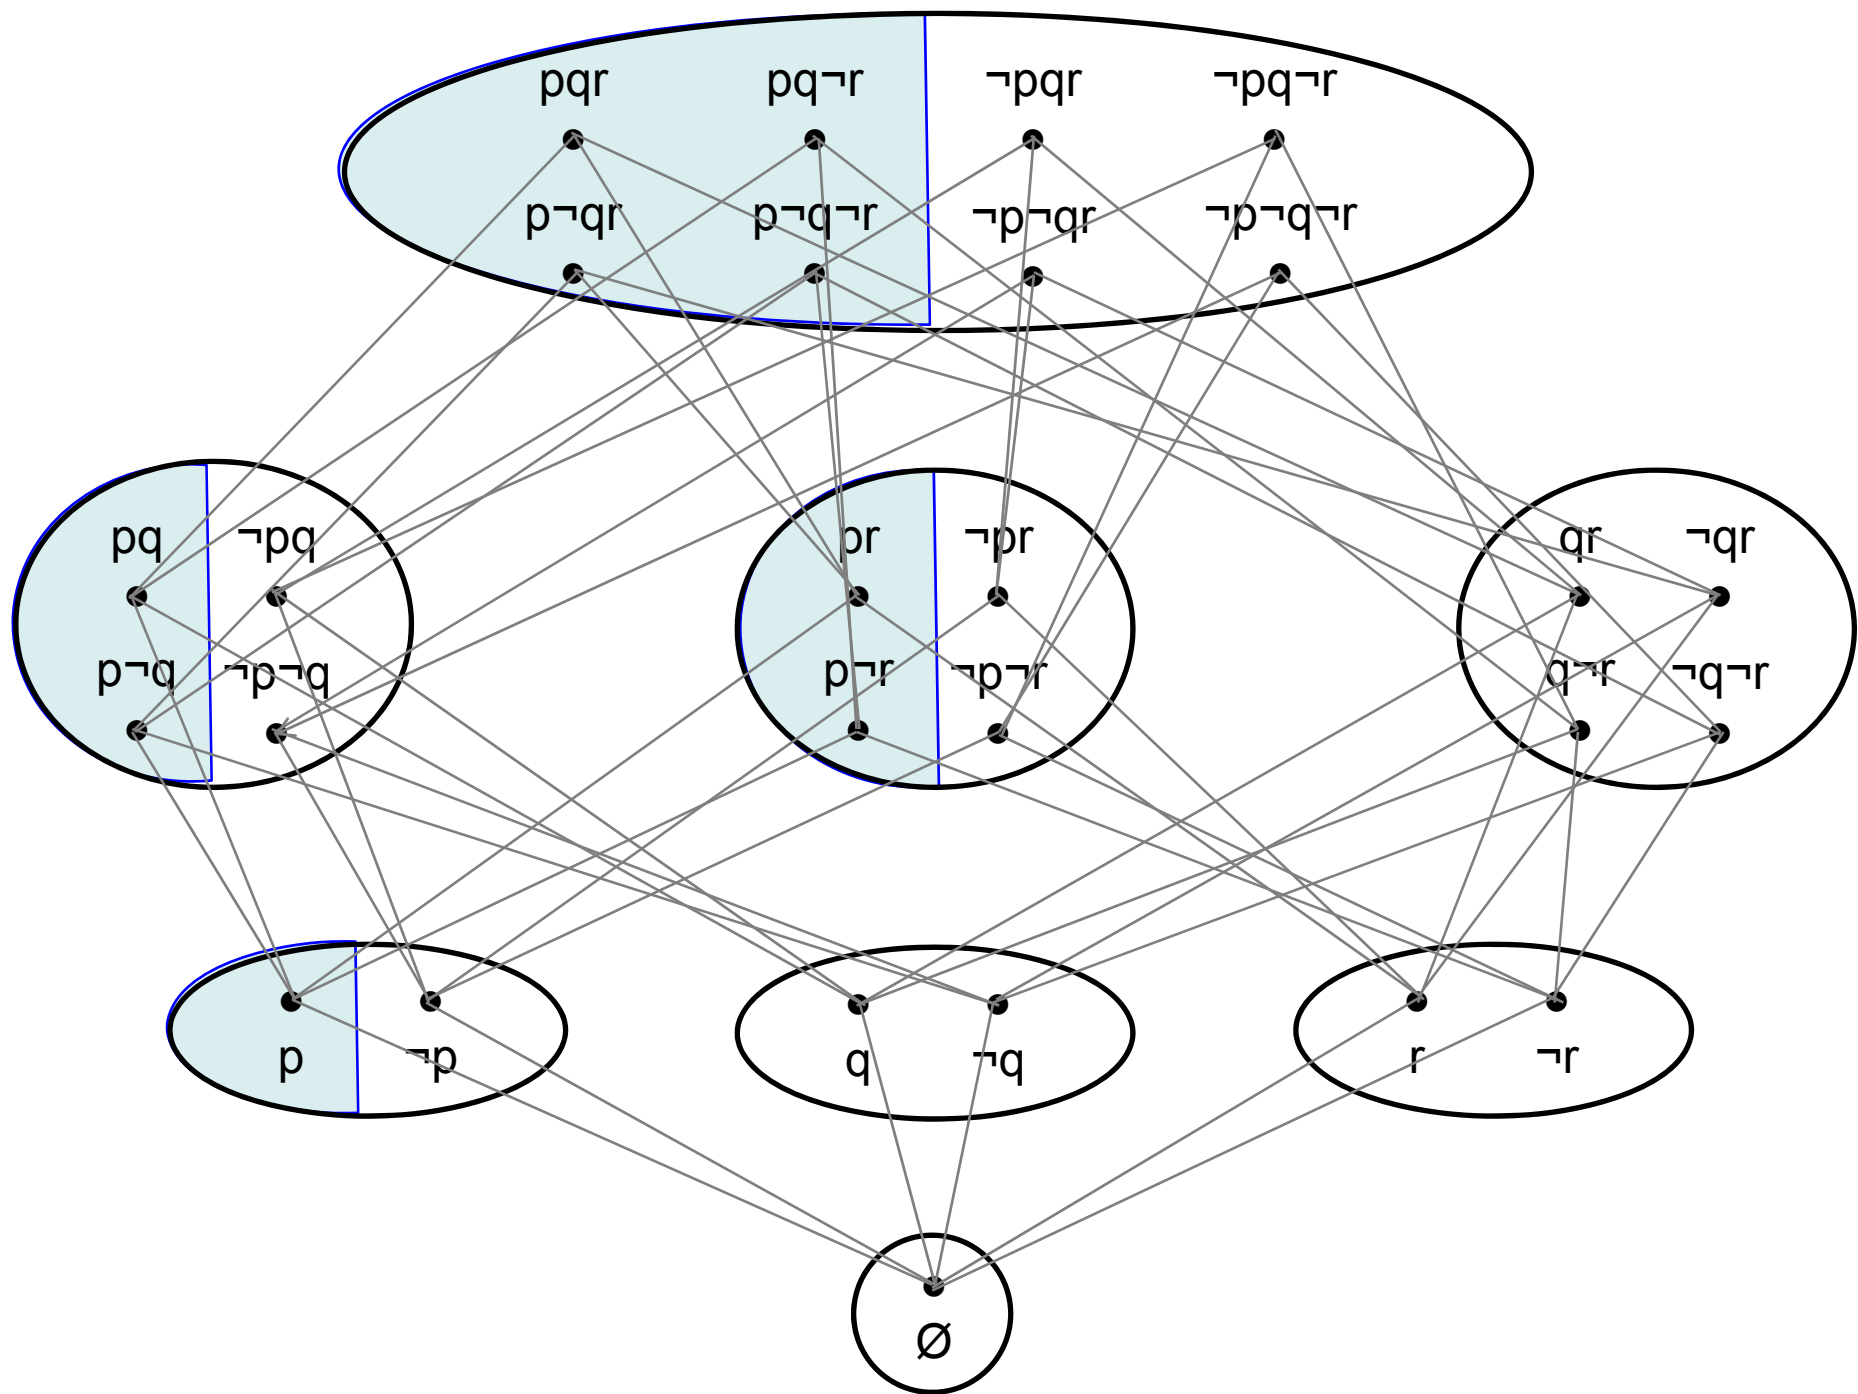 pqr pq¬r ¬pqr ¬pq¬r
p¬qr p¬q¬r ¬p¬qr ¬p¬q¬r
pq ¬pq pr ¬pr qr ¬qr
p¬q ¬p¬q p¬r ¬p¬r q¬r ¬q¬r
p ¬p q ¬q r ¬r
Ø